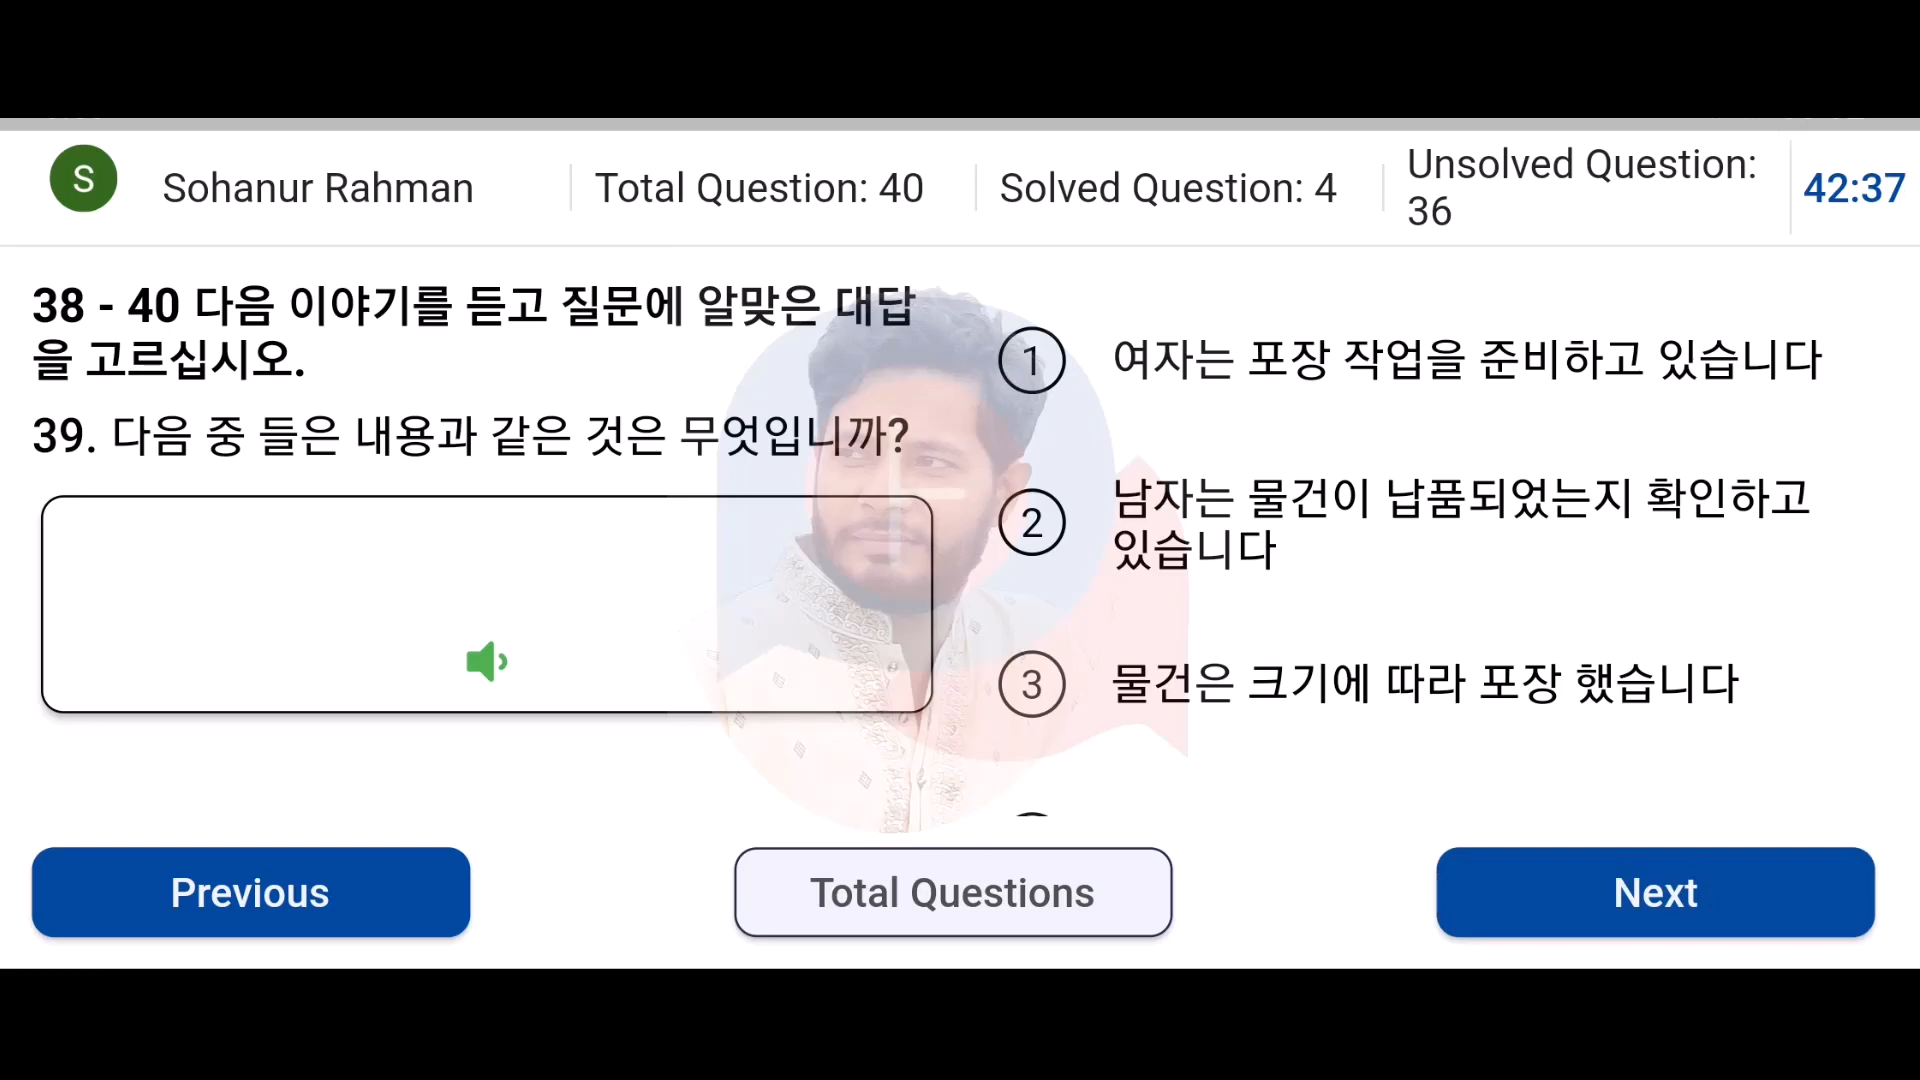 S
Sohanur Rahman
Total Question: 40
Solved Question: 4
Unsolved Question:
36
42:37
38 - 40 다음 이야기를 듣고 질문에 알맞은 대답
을 고르십시오.
39. 다음 중 들은 내용과 같은 것은 무엇입니까?
1 여자는 포장 작업을 준비하고 있습니다
2 남자는 물건이 납품되었는지 확인하고
있습니다
3 물건은 크기에 따라 포장 했습니다
Previous
Total Questions
Next